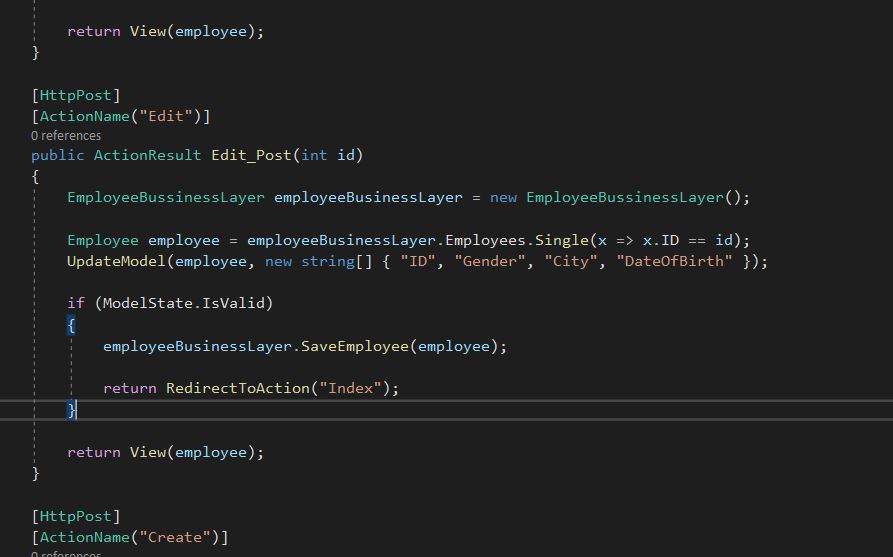 return View(employee);
}
[HttpPost]
[ActionName("Edit")]
0 references
public ActionResult Edit_Post(int id)
{
EmployeeBussinessLayer employeeBusinessLayer = new EmployeeBussinessLayer();
Employee employee = employeeBusinessLayer.Employees.Single(x => x.ID == id);
UpdateModel(employee, new string[] { "ID", "Gender", "City", "DateOfBirth" });
if (ModelState.IsValid)
{
employeeBusinessLayer.SaveEmployee(employee);
return RedirectToAction("Index");
}
return View(employee);
}
[HttpPost]
[ActionName("Create")]
0 references